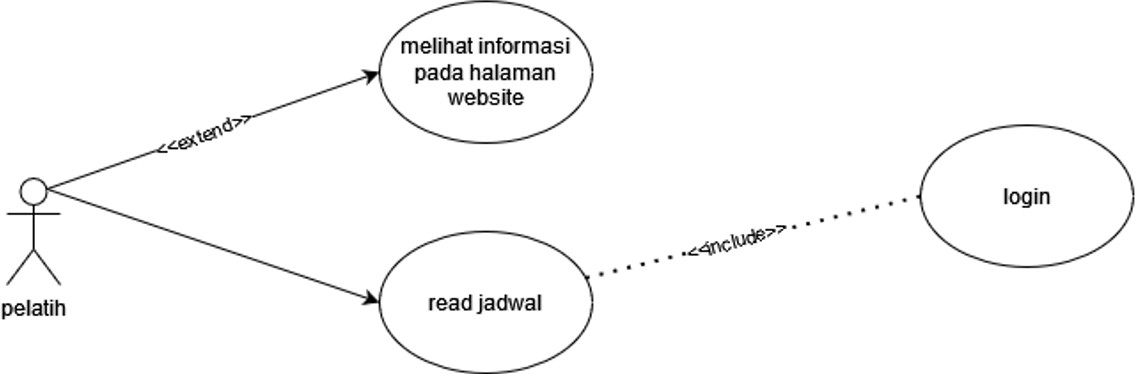 melihat informasi
pada halaman
website
<<extend>>
login
<<include>>
read jadwal
pelatih